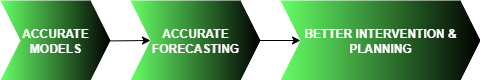 ACCURATE
MODELS
ACCURATE
FORECASTING
BETTER INTERVENTION &
PLANNING